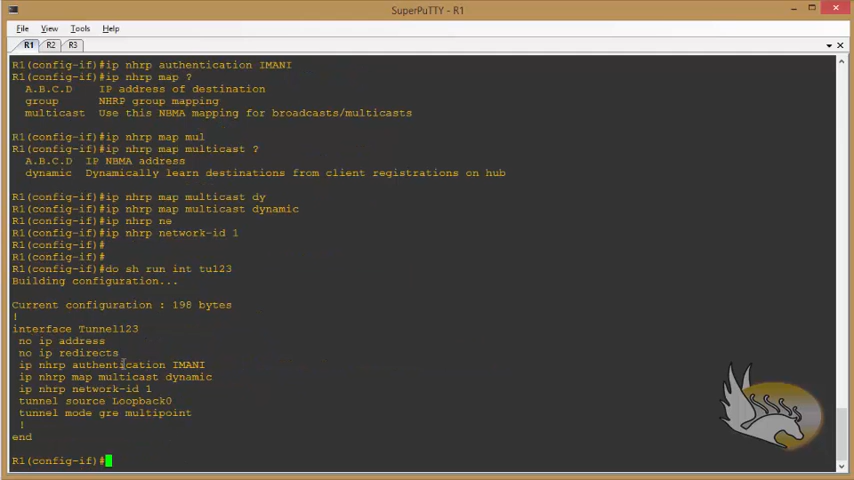 SuperPuTTY - R1
File View Tools Help
R1 R2 R3
R1(config-if)#ip nhrp authentication IMANI
R1(config-if)#ip nhrp map ?
A.B.C.D IP address of destination
group NHRP group mapping
multicast Use this NBMA mapping for broadcasts/multicasts
R1(config-if)#ip nhrp map mul
R1(config-if)#ip nhrp map multicast ?
A.B.C.D IP NBMA address
dynamic Dynamically learn destinations from client registrations on hub
R1(config-if)#ip nhrp map multicast dy
R1(config-if)#ip nhrp map multicast dynamic
R1(config-if)#ip nhrp ne
R1(config-if)#ip nhrp network-id 1
R1(config-if)#
R1(config-if)#
R1(config-if)#do sh run int tu123
Building configuration...
Current configuration : 198 bytes
!
interface Tunnel123
no ip address
no ip redirects
ip nhrp authentication IMANI
ip nhrp map multicast dynamic
ip nhrp network-id 1
tunnel source Loopback0
tunnel mode gre multipoint
!
end
R1(config-if)#